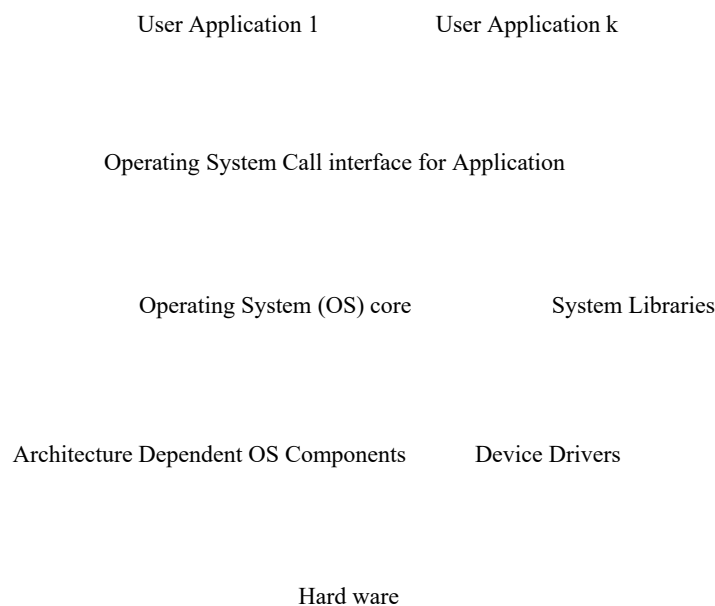 User Application 1 User Application k
Operating System Call interface for Application
Operating System (OS) core System Libraries
Architecture Dependent OS Components Device Drivers
Hard ware